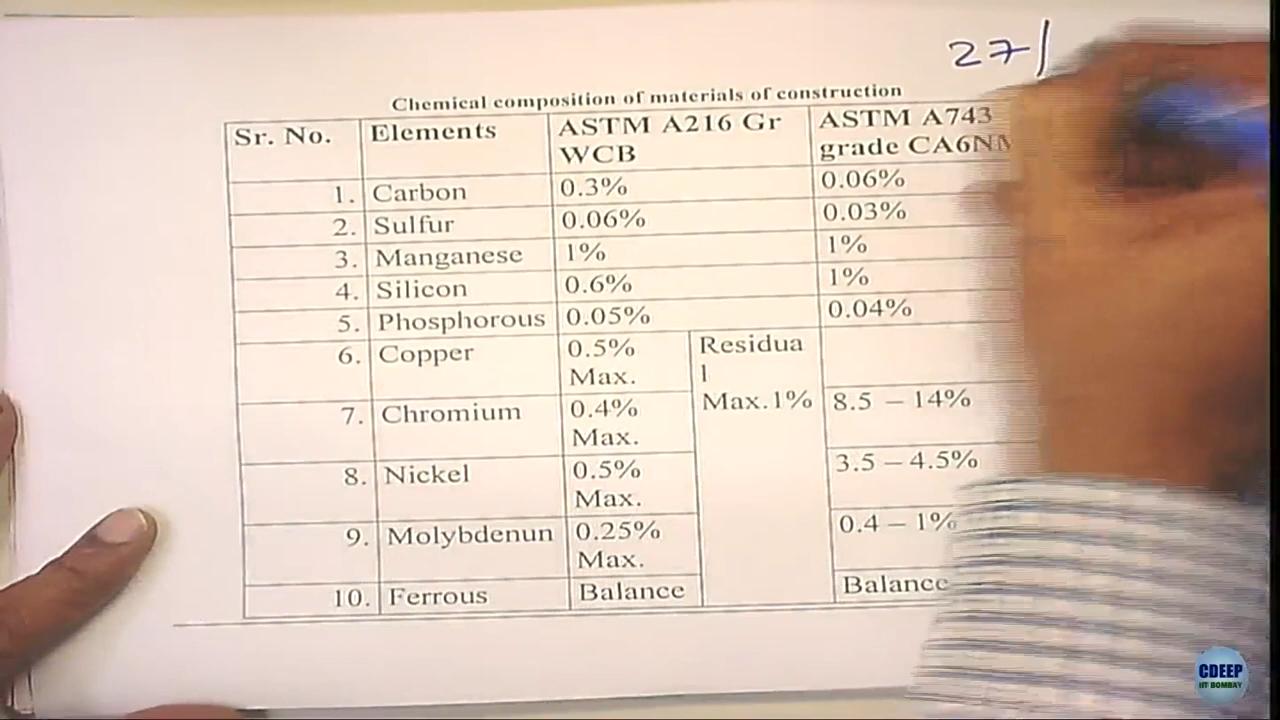 27/
Chemical composition of materials of construction
Sr. No. Elements ASTM A216 Gr WCB ASTM A743 grade CA6NM
1. Carbon 0.3% 0.06%
2. Sulfur 0.06% 0.03%
3. Manganese 1% 1%
4. Silicon 0.6% 1%
5. Phosphorous 0.05% 0.04%
6. Copper 0.5% Max. Residua l Max.1%
7. Chromium 0.4% Max. 8.5 – 14%
8. Nickel 0.5% Max. 3.5 – 4.5%
9. Molybdenun 0.25% Max. 0.4 – 1%
10. Ferrous Balance Balance
CDEEP
IIT BOMBAY